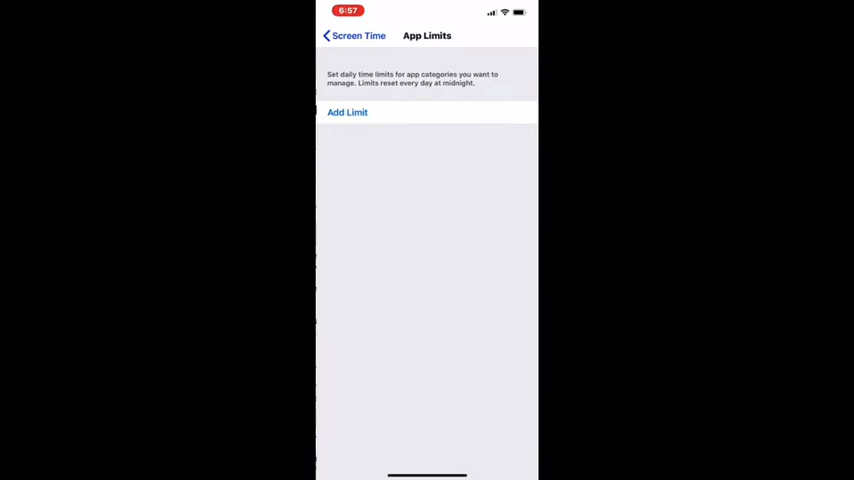 6:57
Screen Time
App Limits
Set daily time limits for app categories you want to
manage. Limits reset every day at midnight.
Add Limit